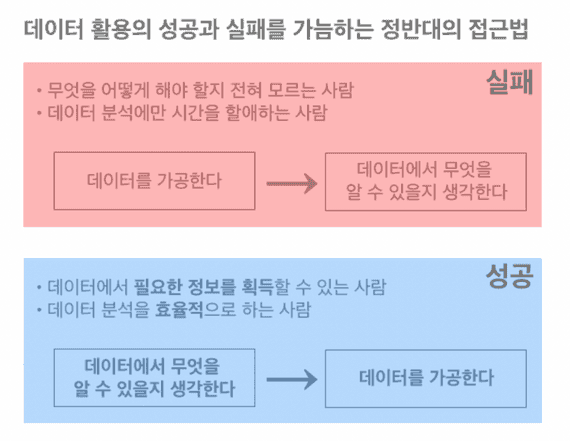 데이터 활용의 성공과 실패를 가늠하는 정반대의 접근법
실패
• 무엇을 어떻게 해야 할지 전혀 모르는 사람
• 데이터 분석에만 시간을 할애하는 사람
데이터를 가공한다
데이터에서 무엇을
알 수 있을지 생각한다
성공
• 데이터에서 필요한 정보를 획득할 수 있는 사람
• 데이터 분석을 효율적으로 하는 사람
데이터에서 무엇을
알 수 있을지 생각한다
데이터를 가공한다